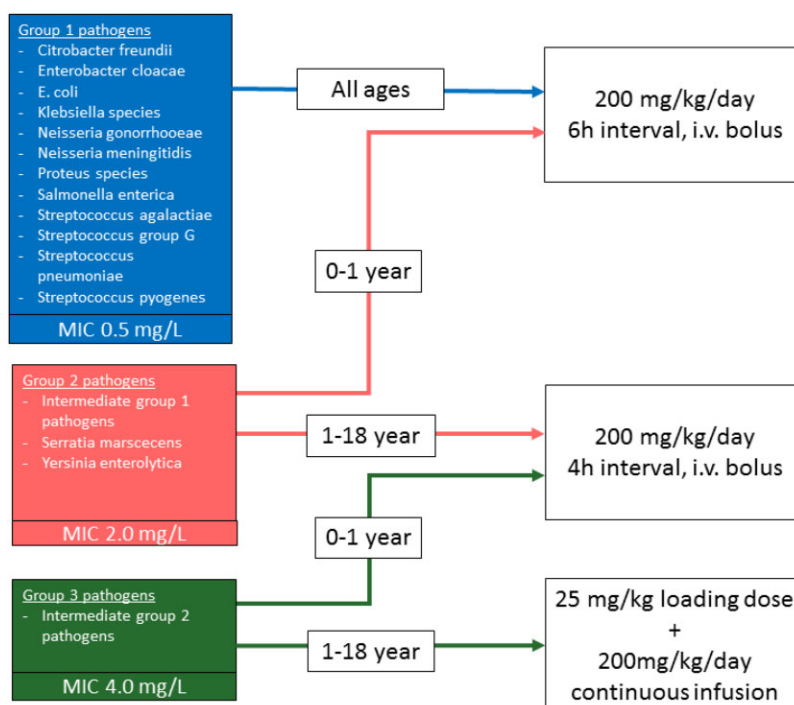 Group 1 pathogens
- Citrobacter freundii
- Enterobacter cloacae
- E. coli
- Klebsiella species
- Neisseria gonorrhooeae
- Neisseria meningitidis
- Proteus species
- Salmonella enterica
- Streptococcus agalactiae
- Streptococcus group G
- Streptococcus
pneumoniae
- Streptococcus pyogenes
MIC 0.5 mg/L
All ages
200 mg/kg/day
6h interval, i.v. bolus
0-1 year
Group 2 pathogens
- Intermediate group 1
pathogens
- Serratia marscecens
- Yersinia enterolytica
MIC 2.0 mg/L
1-18 year
200 mg/kg/day
4h interval, i.v. bolus
0-1 year
Group 3 pathogens
- Intermediate group 2
pathogens
MIC 4.0 mg/L
1-18 year
25 mg/kg loading dose
+
200mg/kg/day
continuous infusion